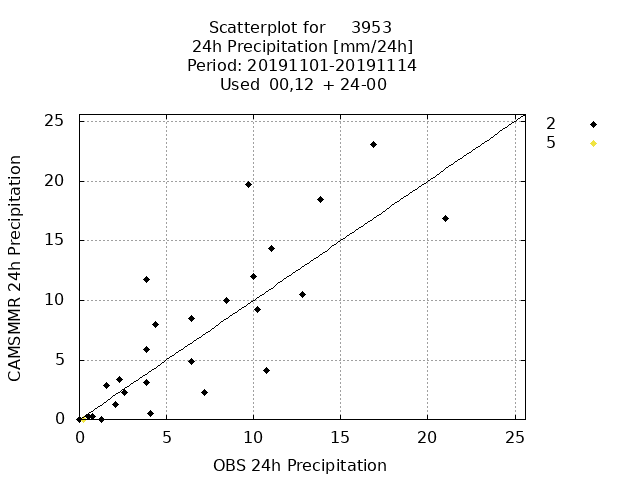 Scatterplot for 3953
24h Precipitation [mm/24h]
Period: 20191101-20191114
Used 00,12 + 24-00
2
5
CAMSMMR 24h Precipitation
25
20
15
10
5
0
0 5 10 15 20 25
OBS 24h Precipitation